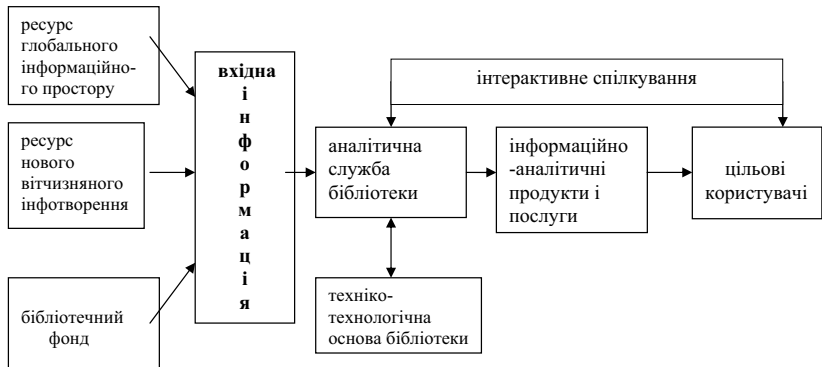 ресурс
глобального
інформаційно-
го простору
ресурс
нового
вітчизняного
інфотворення
бібліотечний
фонд
вхідна
і
н
ф
о
р
м
а
ц
і
я
інтерактивне спілкування
аналітична
служба
бібліотеки
інформаційно
-аналітичні
продукти і
послуги
цільові
користувачі
техніко-
технологічна
основа бібліотеки